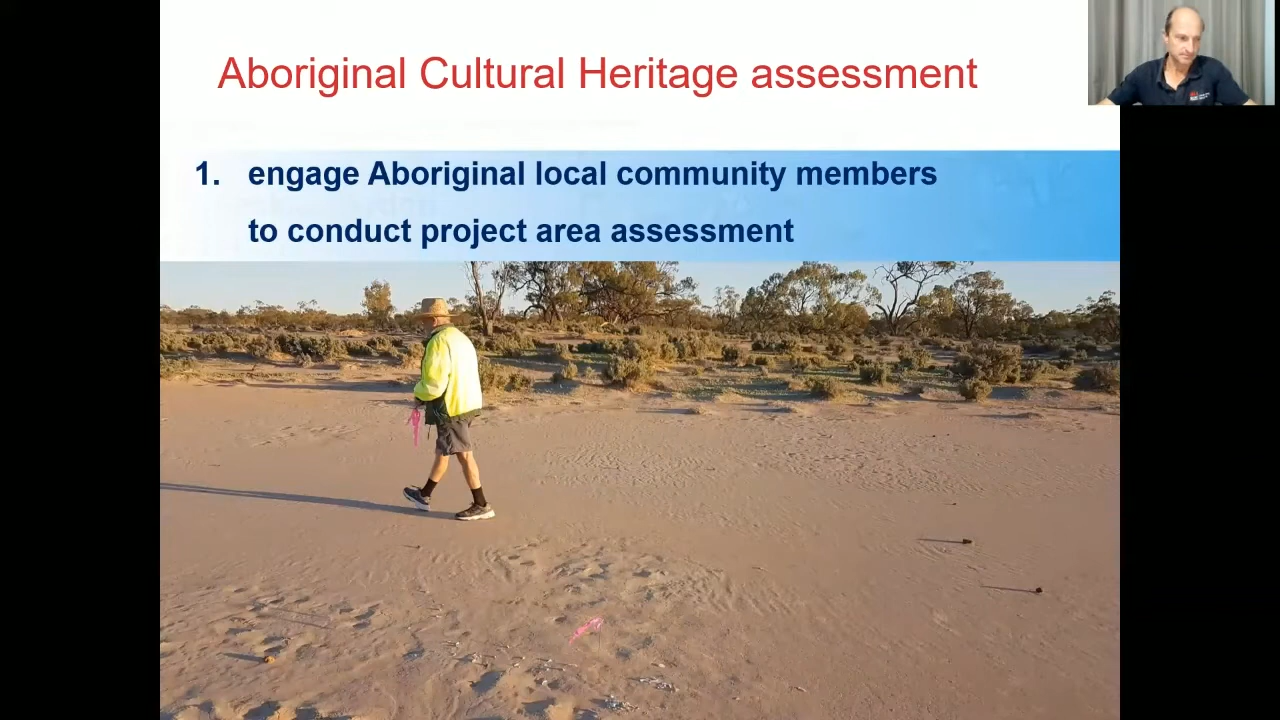 Aboriginal Cultural Heritage assessment
1. engage Aboriginal local community members
to conduct project area assessment